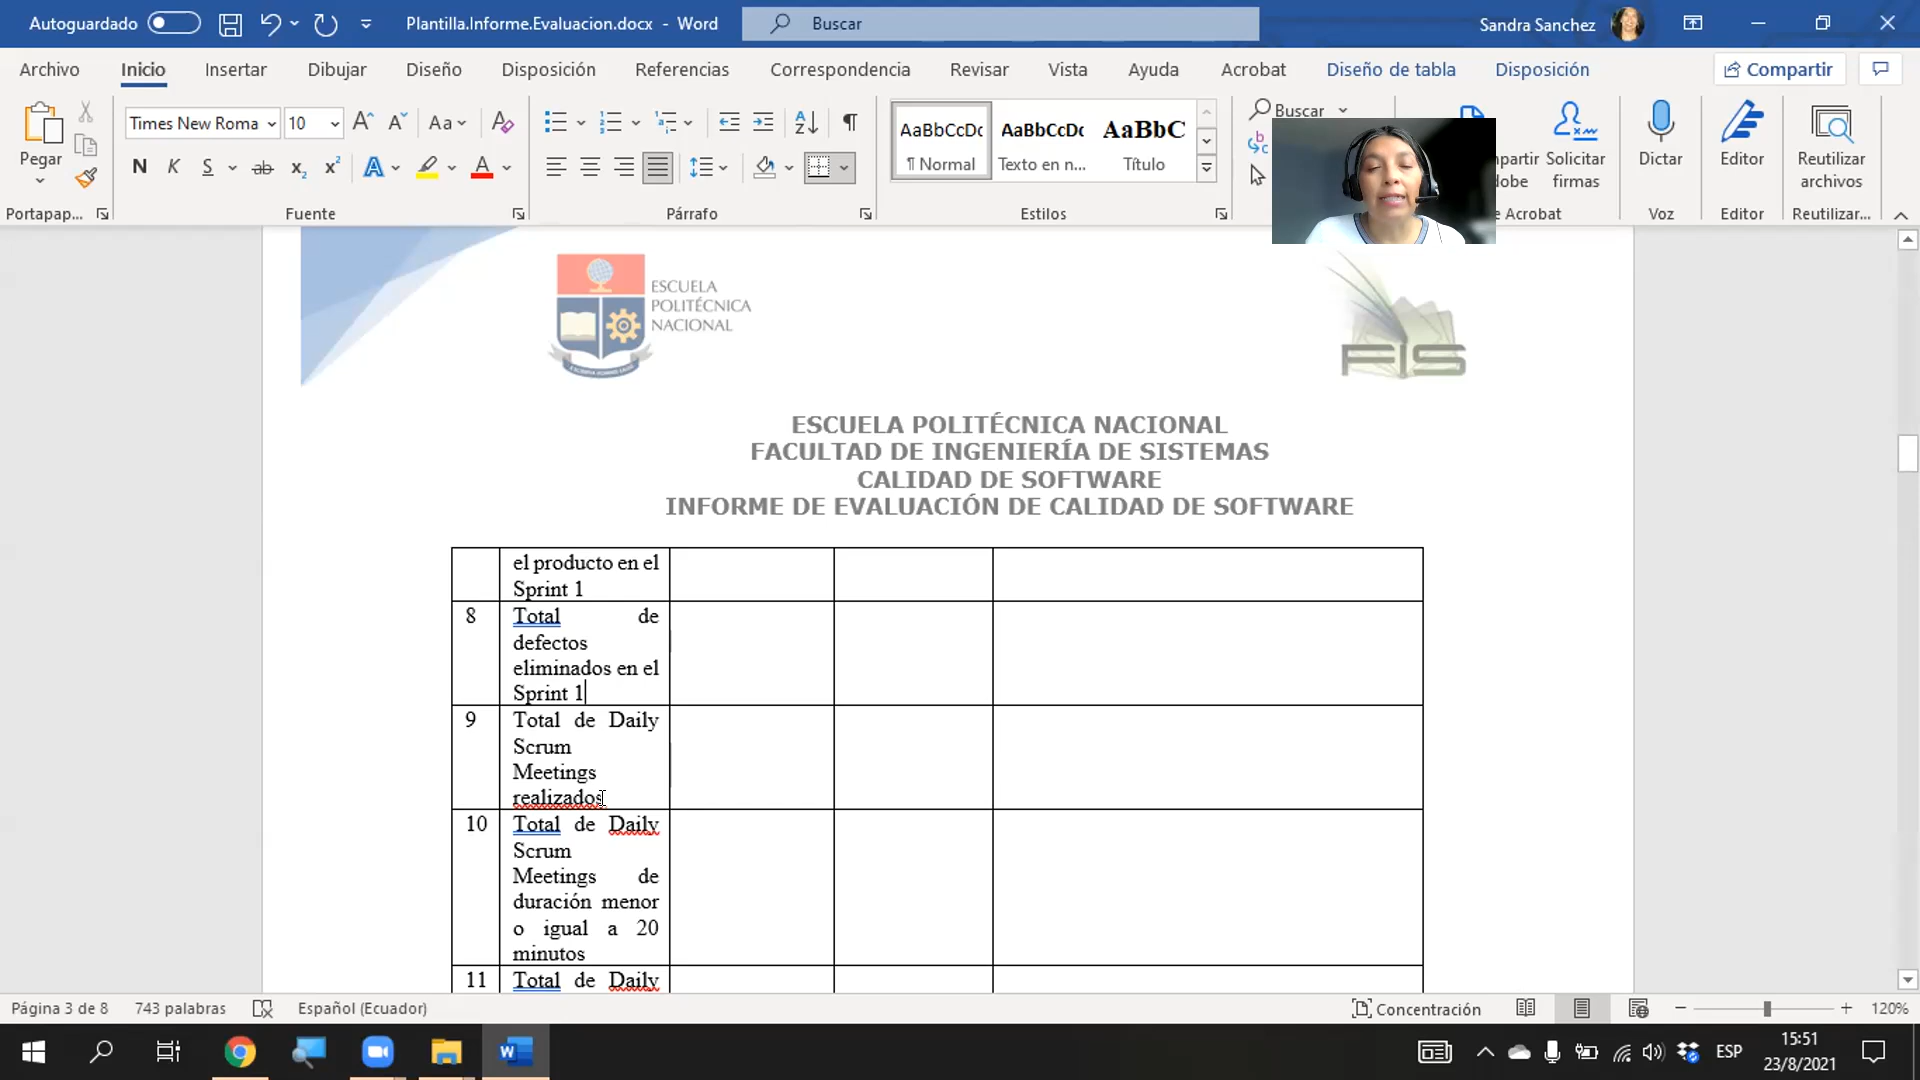 Autoguardado
Plantilla.Informe.Evaluacion.docx - Word
Buscar
Sandra Sanchez
Archivo Inicio Insertar Dibujar Diseño Disposición Referencias Correspondencia Revisar Vista Ayuda Acrobat Diseño de tabla Disposición Compartir
Pegar
Times New Roma 10
Aa
N K S ab x₂ x² A A
AaBbCcDc AaBbCcDc AaBbC
¶ Normal Texto en n... Título
Buscar
Solicitar
firmas
Dictar
Editor
Reutilizar
archivos
Portapap... Fuente Párrafo Estilos Acrobat Voz Editor Reutilizar...
ESCUELA
POLITÉCNICA
NACIONAL
FIS
ESCUELA POLITÉCNICA NACIONAL
FACULTAD DE INGENIERÍA DE SISTEMAS
CALIDAD DE SOFTWARE
INFORME DE EVALUACIÓN DE CALIDAD DE SOFTWARE
el producto en el
Sprint 1
8 Total de
defectos
eliminados en el
Sprint 1
9 Total de Daily
Scrum
Meetings
realizados
10 Total de Daily
Scrum
Meetings de
duración menor
o igual a 20
minutos
11 Total de Daily
Página 3 de 8 743 palabras Español (Ecuador) Concentración 120%
ESP
15:51
23/8/2021